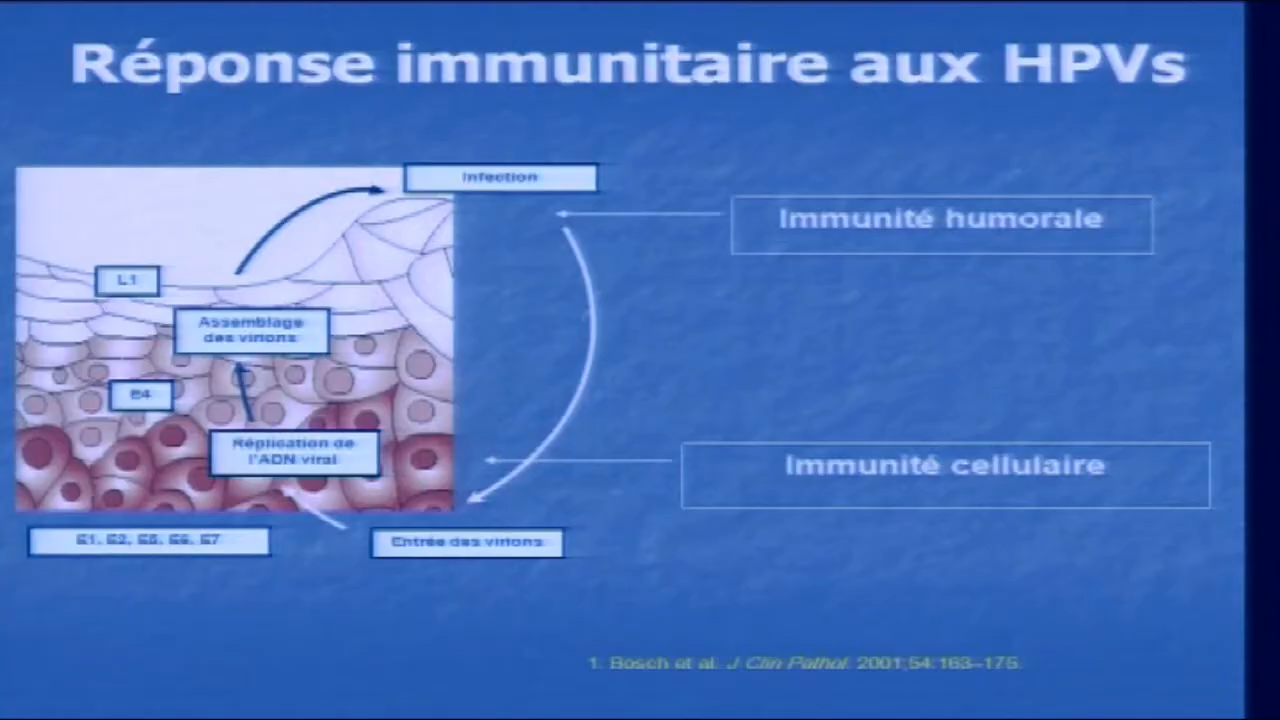 Réponse immunitaire aux HPVs
Infection
Immunité humorale
L1
Assemblage
des virions
E4
Réplication de
l'ADN viral
Immunité cellulaire
E1, E2, E5, E6, E7
Entrée des virions
1. Bosch et al. J Clin Pathol. 2001;54:163–175.